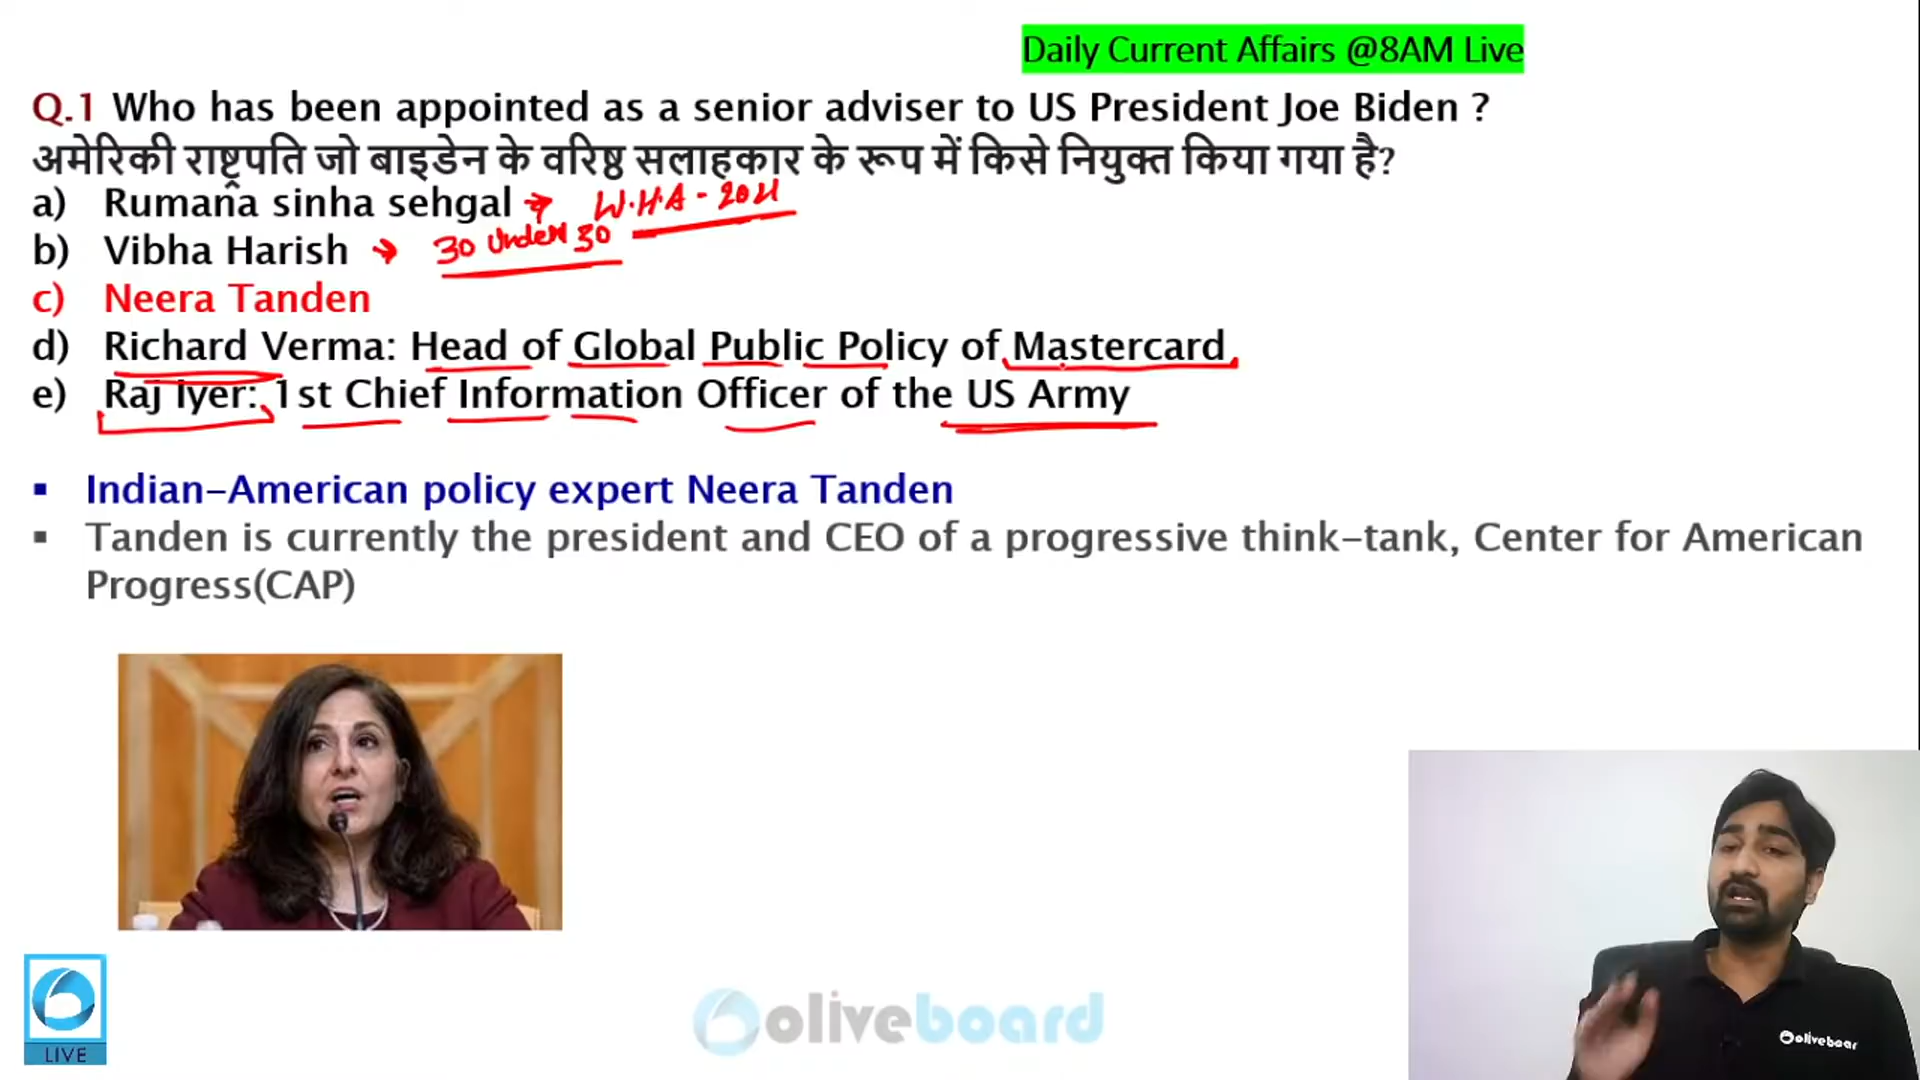 Daily Current Affairs @8AM Live
Q.1 Who has been appointed as a senior adviser to US President Joe Biden ?
अमेरिकी राष्ट्रपति जो बाइडेन के वरिष्ठ सलाहकार के रूप में किसे नियुक्त किया गया है?
a) Rumana sinha sehgal → W.H.A - 2021
b) Vibha Harish → 30 Under 30
c) Neera Tanden
d) Richard Verma: Head of Global Public Policy of Mastercard
e) Raj Iyer: 1st Chief Information Officer of the US Army
▪ Indian-American policy expert Neera Tanden
▪ Tanden is currently the president and CEO of a progressive think-tank, Center for American
Progress(CAP)
LIVE
oliveboard
oliveboar